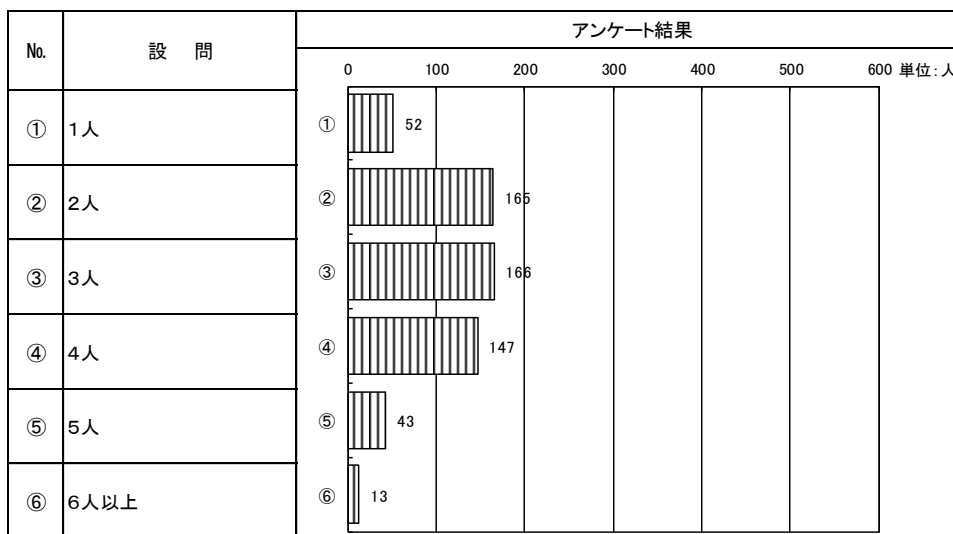 № 設 問 アンケート結果
0 100 200 300 400 500 600 単位：人
① 1人 ① 52
② 2人 ② 165
③ 3人 ③ 166
④ 4人 ④ 147
⑤ 5人 ⑤ 43
⑥ 6人以上 ⑥ 13